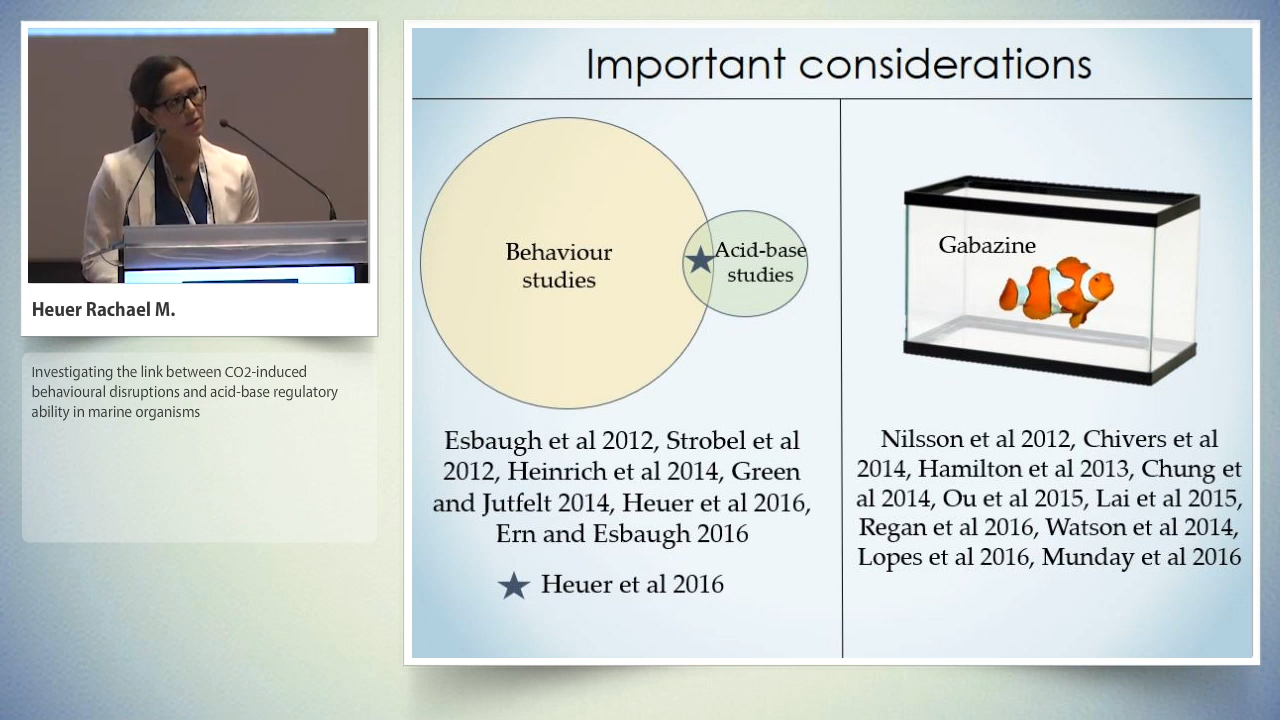 Heuer Rachael M.
Investigating the link between CO2-induced
behavioural disruptions and acid-base regulatory
ability in marine organisms
Important considerations
Behaviour
studies
Acid-base
studies
Esbaugh et al 2012, Strobel et al
2012, Heinrich et al 2014, Green
and Jutfelt 2014, Heuer et al 2016,
Ern and Esbaugh 2016
Heuer et al 2016
Gabazine
Nilsson et al 2012, Chivers et al
2014, Hamilton et al 2013, Chung et
al 2014, Ou et al 2015, Lai et al 2015,
Regan et al 2016, Watson et al 2014,
Lopes et al 2016, Munday et al 2016